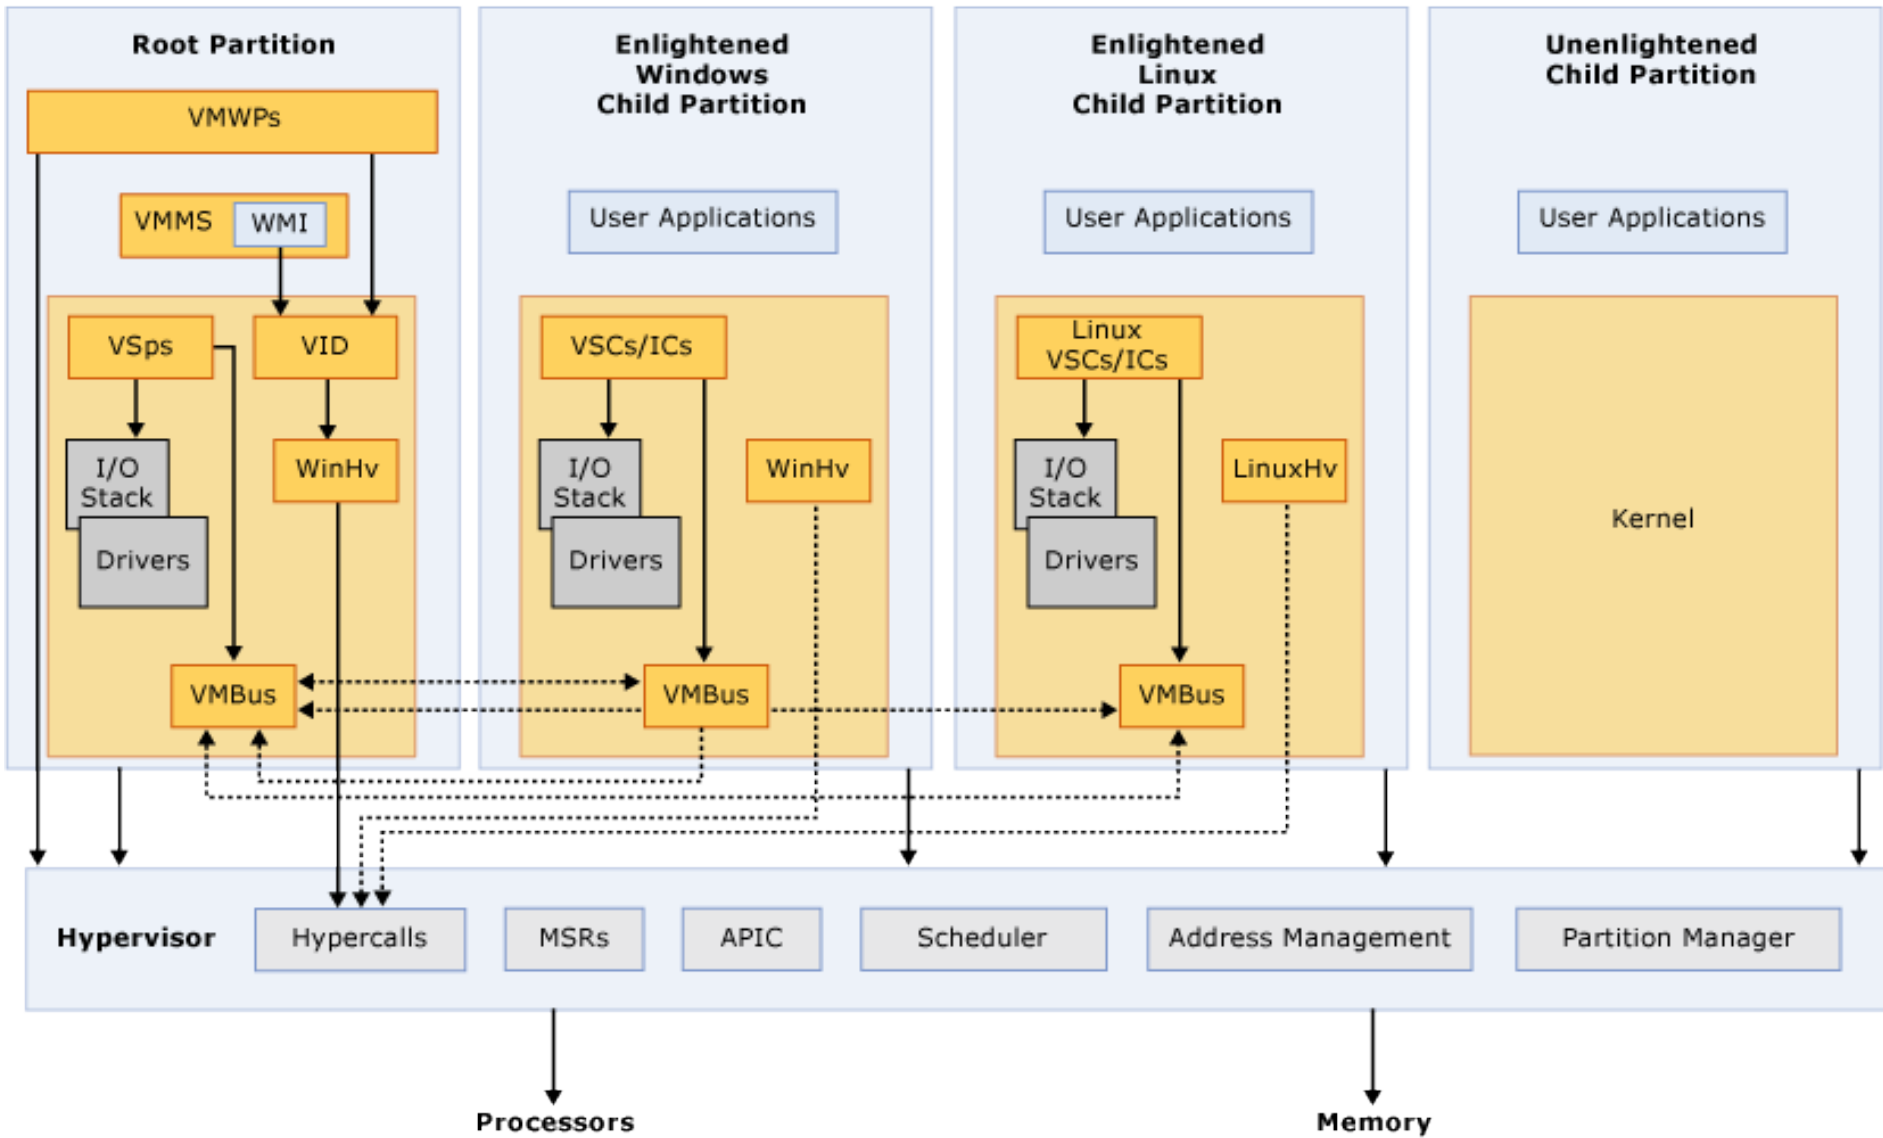 Root Partition
VMWPs
VMMS
WMI
VSps
VID
I/O
Stack
WinHv
Drivers
VMBus
Enlightened
Windows
Child Partition
User Applications
VSCs/ICs
I/O
Stack
WinHv
Drivers
VMBus
Enlightened
Linux
Child Partition
User Applications
Linux
VSCs/ICs
I/O
Stack
LinuxHv
Drivers
VMBus
Unenlightened
Child Partition
User Applications
Kernel
Hypervisor
Hypercalls
MSRs
APIC
Scheduler
Address Management
Partition Manager
Processors
Memory